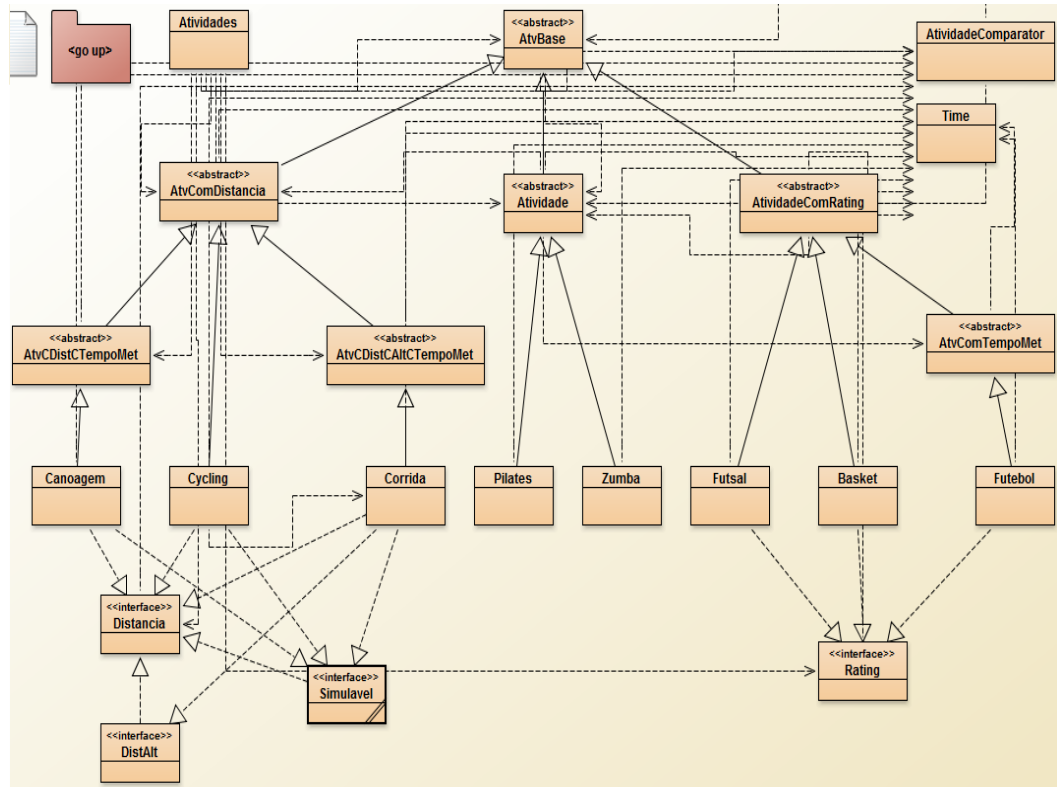 <go up>
Atividades
<<abstract>>
AtvBase
AtividadeComparator
Time
<<abstract>>
AtvComDistancia
<<abstract>>
Atividade
<<abstract>>
AtividadeComRating
<<abstract>>
AtvCDistCTempoMet
<<abstract>>
AtvCDistCAltCTempoMet
<<abstract>>
AtvComTempoMet
Canoagem
Cycling
Corrida
Pilates
Zumba
Futsal
Basket
Futebol
<<interface>>
Distancia
<<interface>>
Simulavel
<<interface>>
Rating
<<interface>>
DistAlt